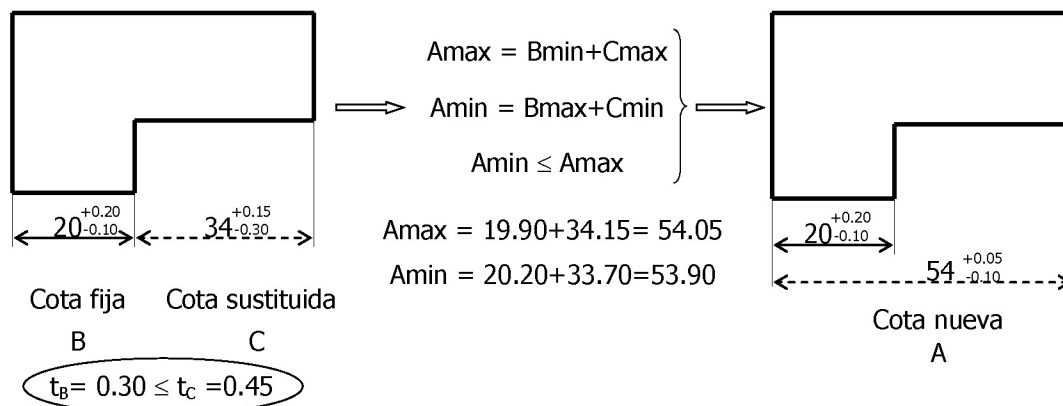 Amax = Bmin+Cmax
Amin = Bmax+Cmin
Amin ≤ Amax
20 +0.20 -0.10
34 +0.15 -0.30
Cota fija
Cota sustituida
B
C
tB= 0.30 ≤ tC =0.45
Amax = 19.90+34.15= 54.05
Amin = 20.20+33.70=53.90
20 +0.20 -0.10
54 +0.05 -0.10
Cota nueva
A